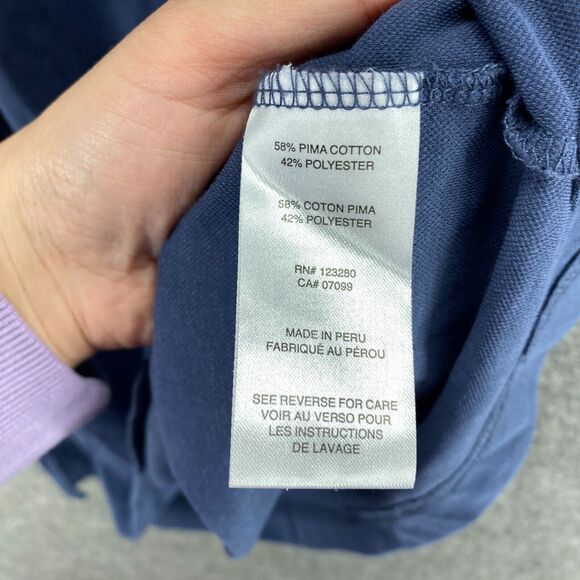 58% PIMA COTTON
42% POLYESTER
58% COTON PIMA
42% POLYESTER
RN# 123280
CA# 07099
MADE IN PERU
FABRIQUÉ AU PÉROU
SEE REVERSE FOR CARE
VOIR AU VERSO POUR
LES INSTRUCTIONS
DE LAVAGE